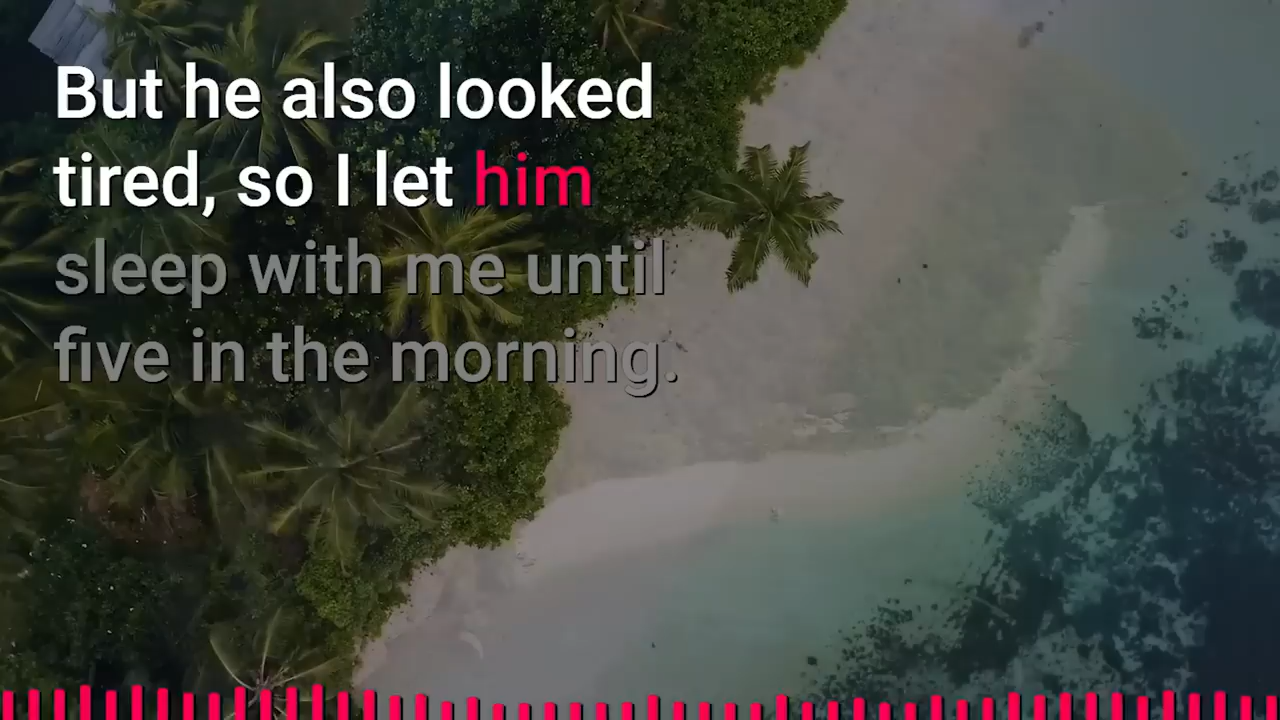 But he also looked
tired, so I let him
sleep with me until
five in the morning.